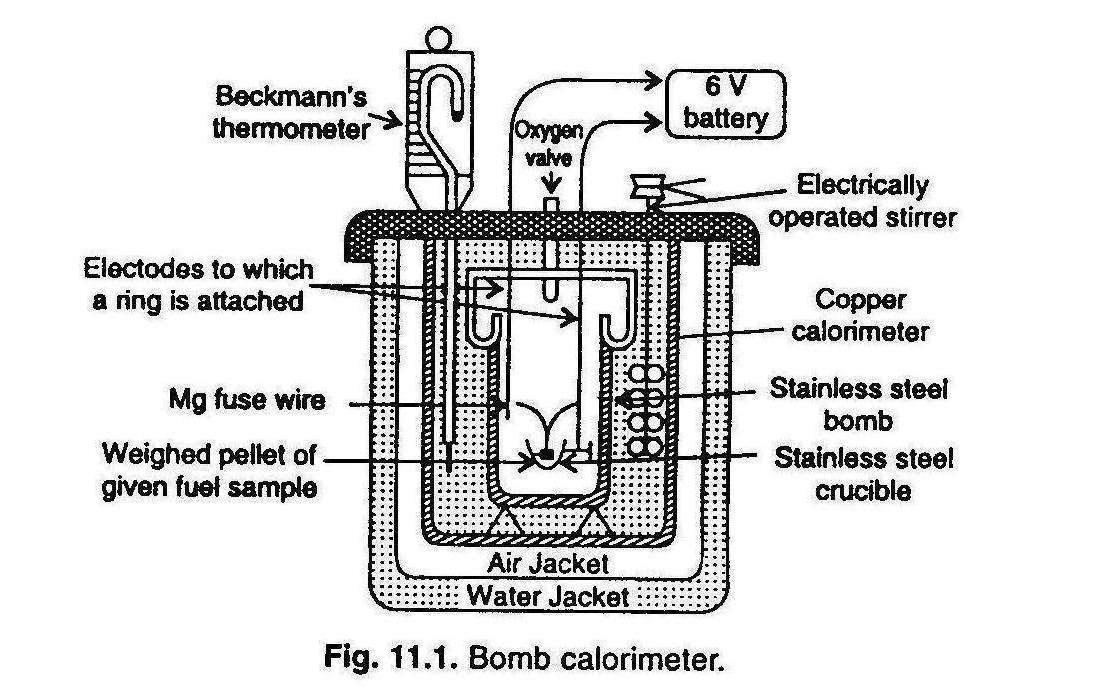 6 V
battery
Beckmann's
thermometer
Oxygen
valve
Electrically
operated stirrer
Electodes to which
a ring is attached
Copper
calorimeter
Mg fuse wire
Stainless steel
bomb
Weighed pellet of
given fuel sample
Stainless steel
crucible
Air Jacket
Water Jacket
Fig. 11.1. Bomb calorimeter.